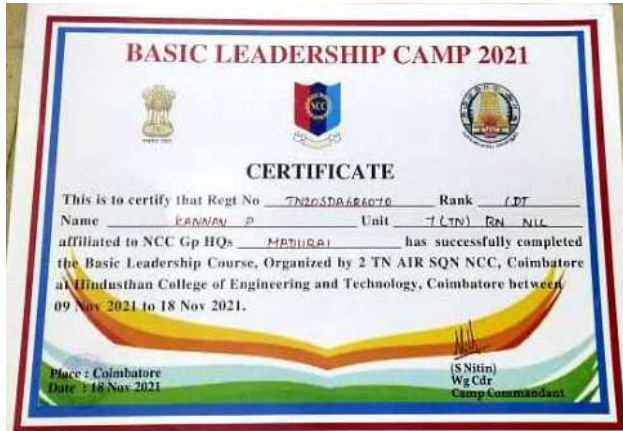 BASIC LEADERSHIP CAMP 2021
NCC
CERTIFICATE
This is to certify that Regt No TN20SDA686070 Rank CDT
Name KANNAN P Unit 7 (TN) BN NCC
affiliated to NCC Gp HQs MADURAI has successfully completed
the Basic Leadership Course, Organized by 2 TN AIR SQN NCC, Coimbatore
at Hindusthan College of Engineering and Technology, Coimbatore between
09 Nov 2021 to 18 Nov 2021.
Place : Coimbatore
Date : 18 Nov 2021
(S Nitin)
Wg Cdr
Camp Commandant